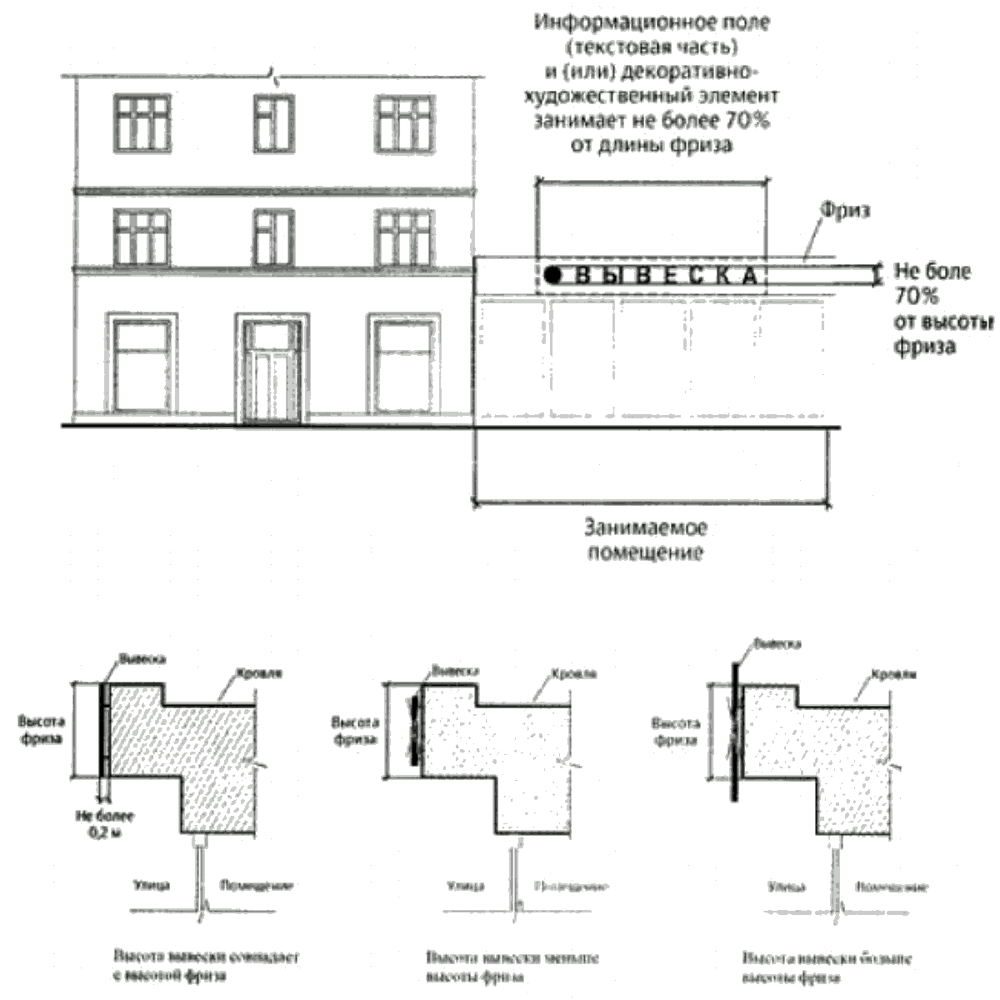 Информационное поле
(текстовая часть)
и (или) декоративно-
художественный элемент
занимает не более 70%
от длины фриза
Фриз
ВЫВЕСКА
Не боле
70%
от высоты
фриза
Занимаемое
помещение
Вывеска
Кровля
Высота
фриза
Не более
0,2 м
Улица
Помещение
Высота вывески совпадает
с высотой фриза
Вывеска
Кровля
Высота
фриза
Улица
Помещение
Высота вывески меньше
высоты фриза
Вывеска
Кровля
Высота
фриза
Улица
Помещение
Высота вывески больше
высоты фриза